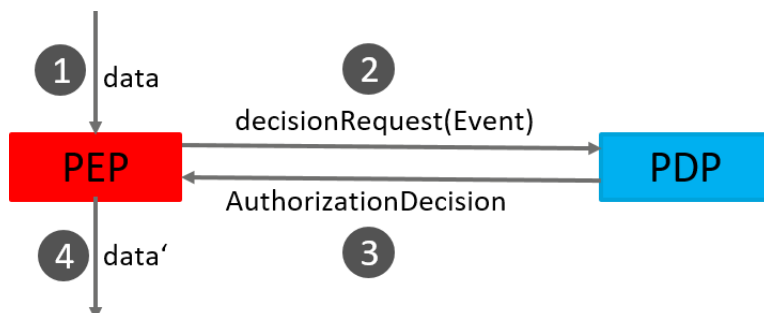 1 data
2
decisionRequest(Event)
PEP
PDP
AuthorizationDecision
3
4 data‘